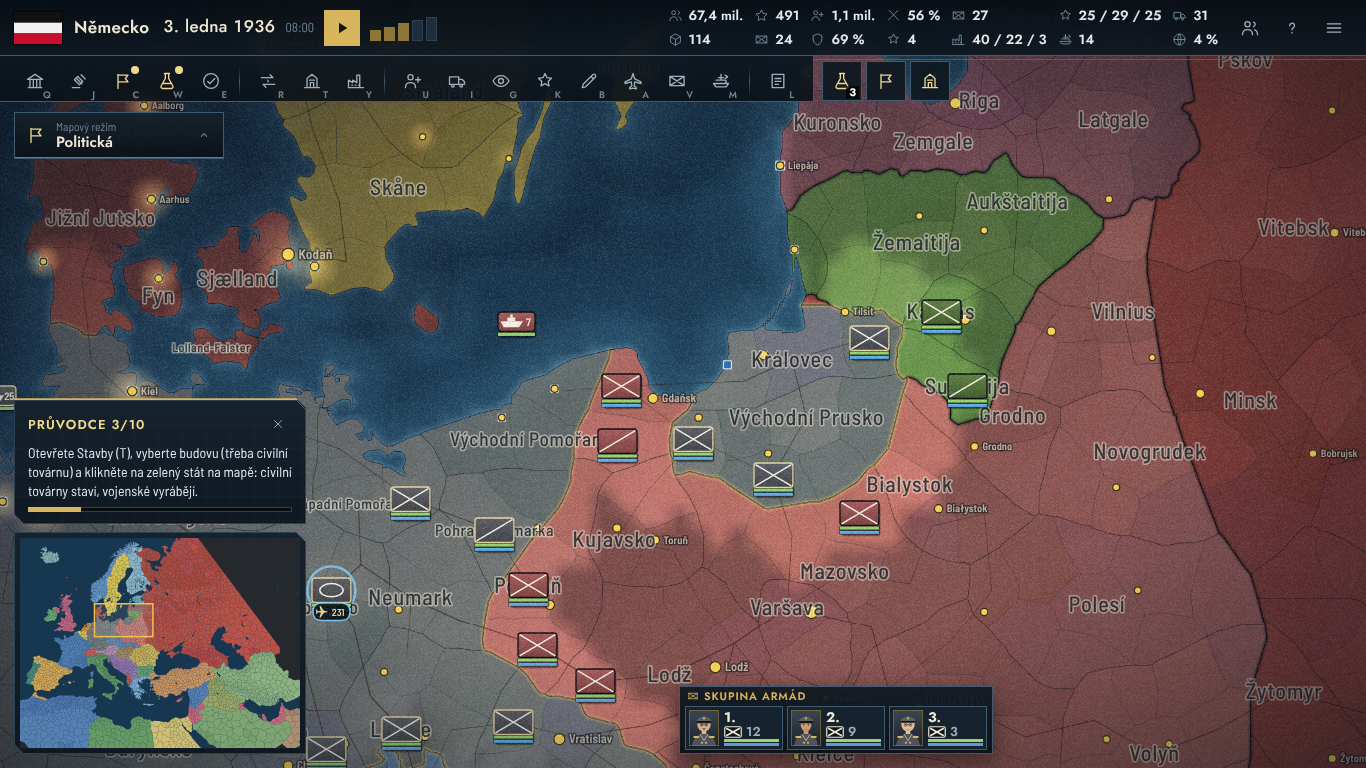 Německo
3. ledna 1936
08:00
67,4 mil.
491
1,1 mil.
56 %
27
25 / 29 / 25
31
114
24
69 %
4
40 / 22 / 3
14
4 %
?
Q
J
C
W
E
R
T
Y
U
I
G
K
B
A
V
M
L
3
Mapový režim
Politická
Aalborg
Pskov
Riga
Kuronsko
Zemgale
Latgale
Liepāja
Skåne
Aarhus
Jižní Jutsko
Aukštaitija
Žemaitija
Vitebsk
Kodaň
Sjælland
Fyn
Lolland-Falster
7
Tilsit
Vilnius
Královec
Kiel
25
Gdaňsk
Grodno
Grodno
Minsk
Východní Prusko
Novogrudek
Bobrujsk
Bialystok
Białystok
Kujavsko
Toruň
Mazovsko
Neumark
231
Varšava
Polesí
Lodž
Lodž
Žytomyr
Vratislav
Volyň
PRŮVODCE 3/10
Otevřete Stavby (T), vyberte budovu (třeba civilní
továrnu) a klikněte na zelený stát na mapě: civilní
továrny staví, vojenské vyrábějí.
SKUPINA ARMÁD
1.
12
2.
9
3.
3